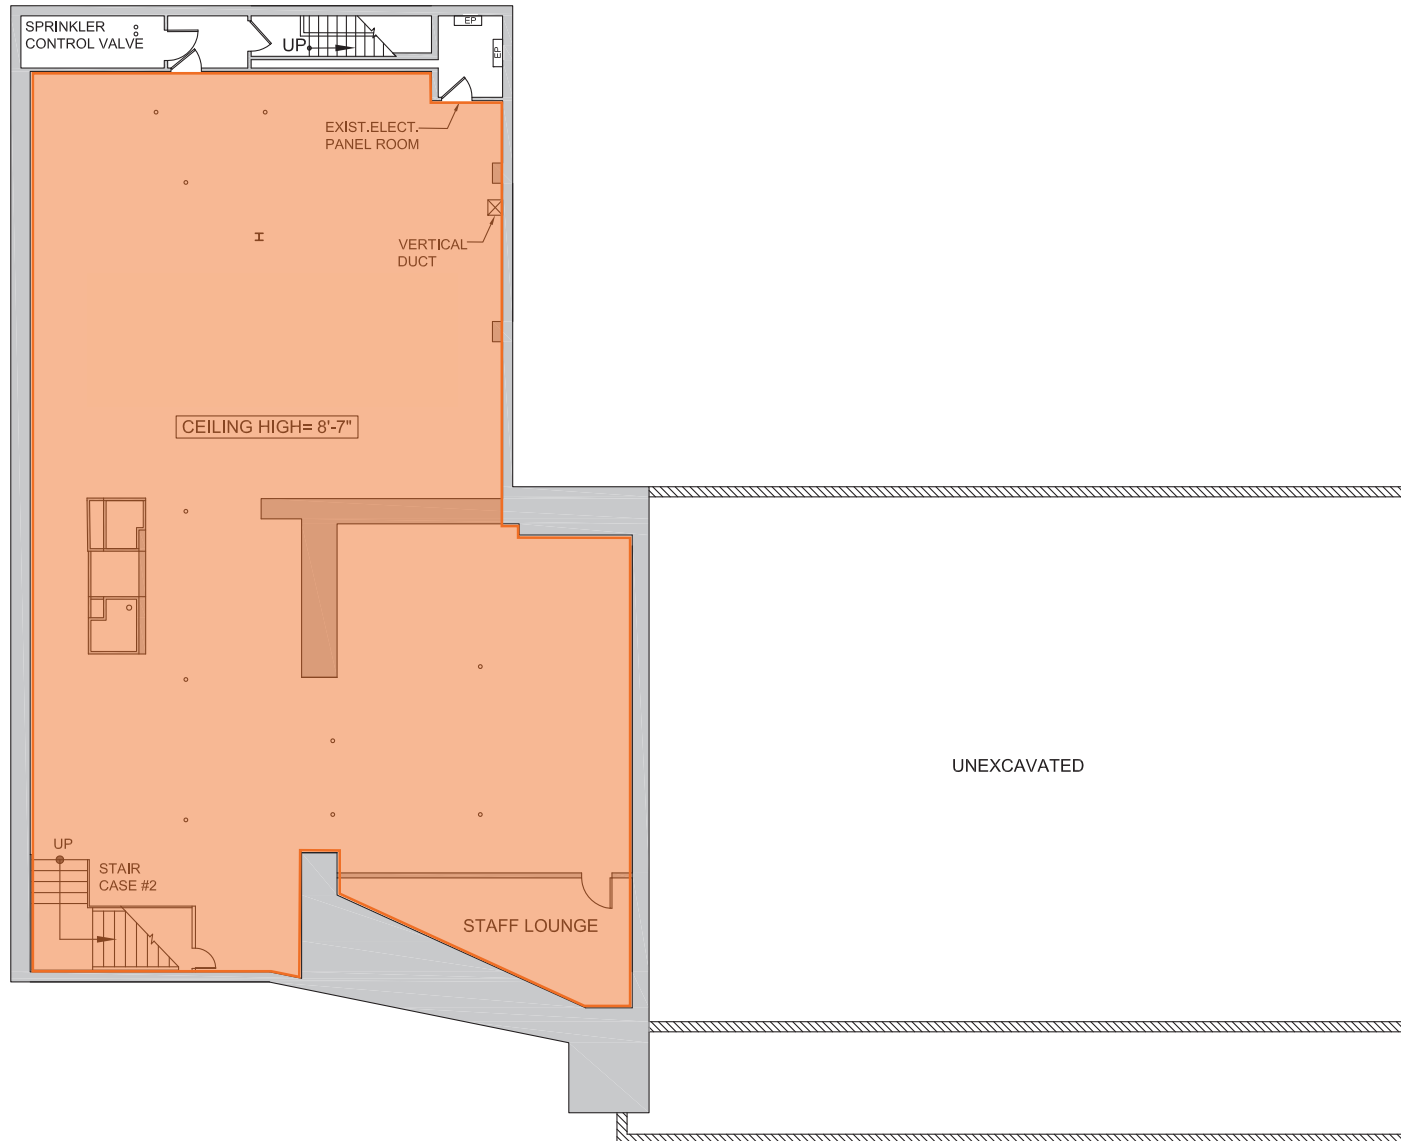 SPRINKLER
CONTROL VALVE
UP
EP
EP
EXIST.ELECT.
PANEL ROOM
VERTICAL
DUCT
CEILING HIGH= 8'-7"
UNEXCAVATED
UP
STAIR
CASE #2
STAFF LOUNGE